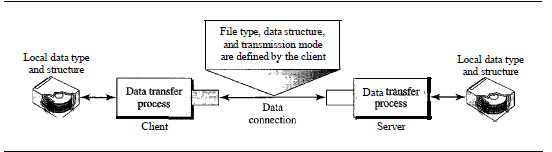 File type, data structure,
and transmission mode
are defined by the client
Local data type
and structure
Data transfer
process
Client
Data
connection
Data transfer
process
Server
Local data type
and structure